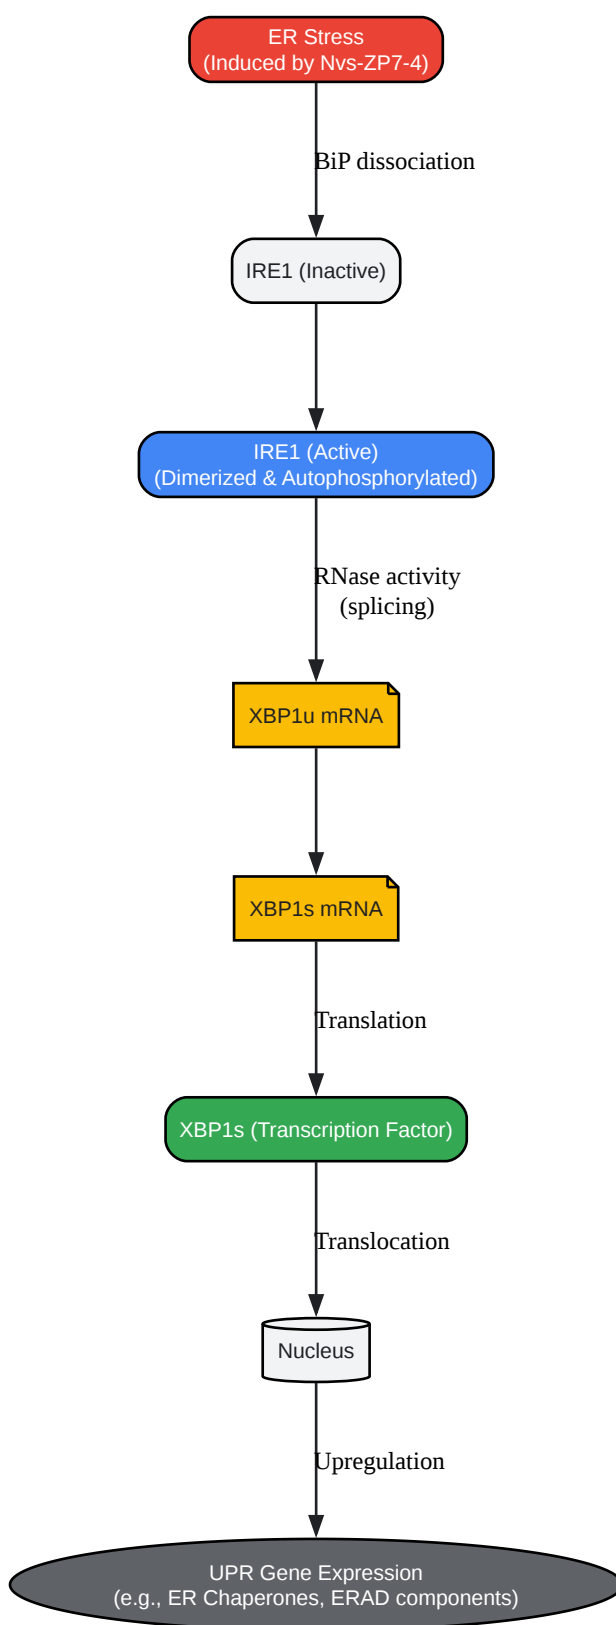 ER Stress
(Induced by Nvs-ZP7-4)
BiP dissociation
IRE1 (Inactive)
IRE1 (Active)
(Dimerized & Autophosphorylated)
RNase activity
(splicing)
XBP1u mRNA
XBP1s mRNA
Translation
XBP1s (Transcription Factor)
Translocation
Nucleus
Upregulation
UPR Gene Expression
(e.g., ER Chaperones, ERAD components)